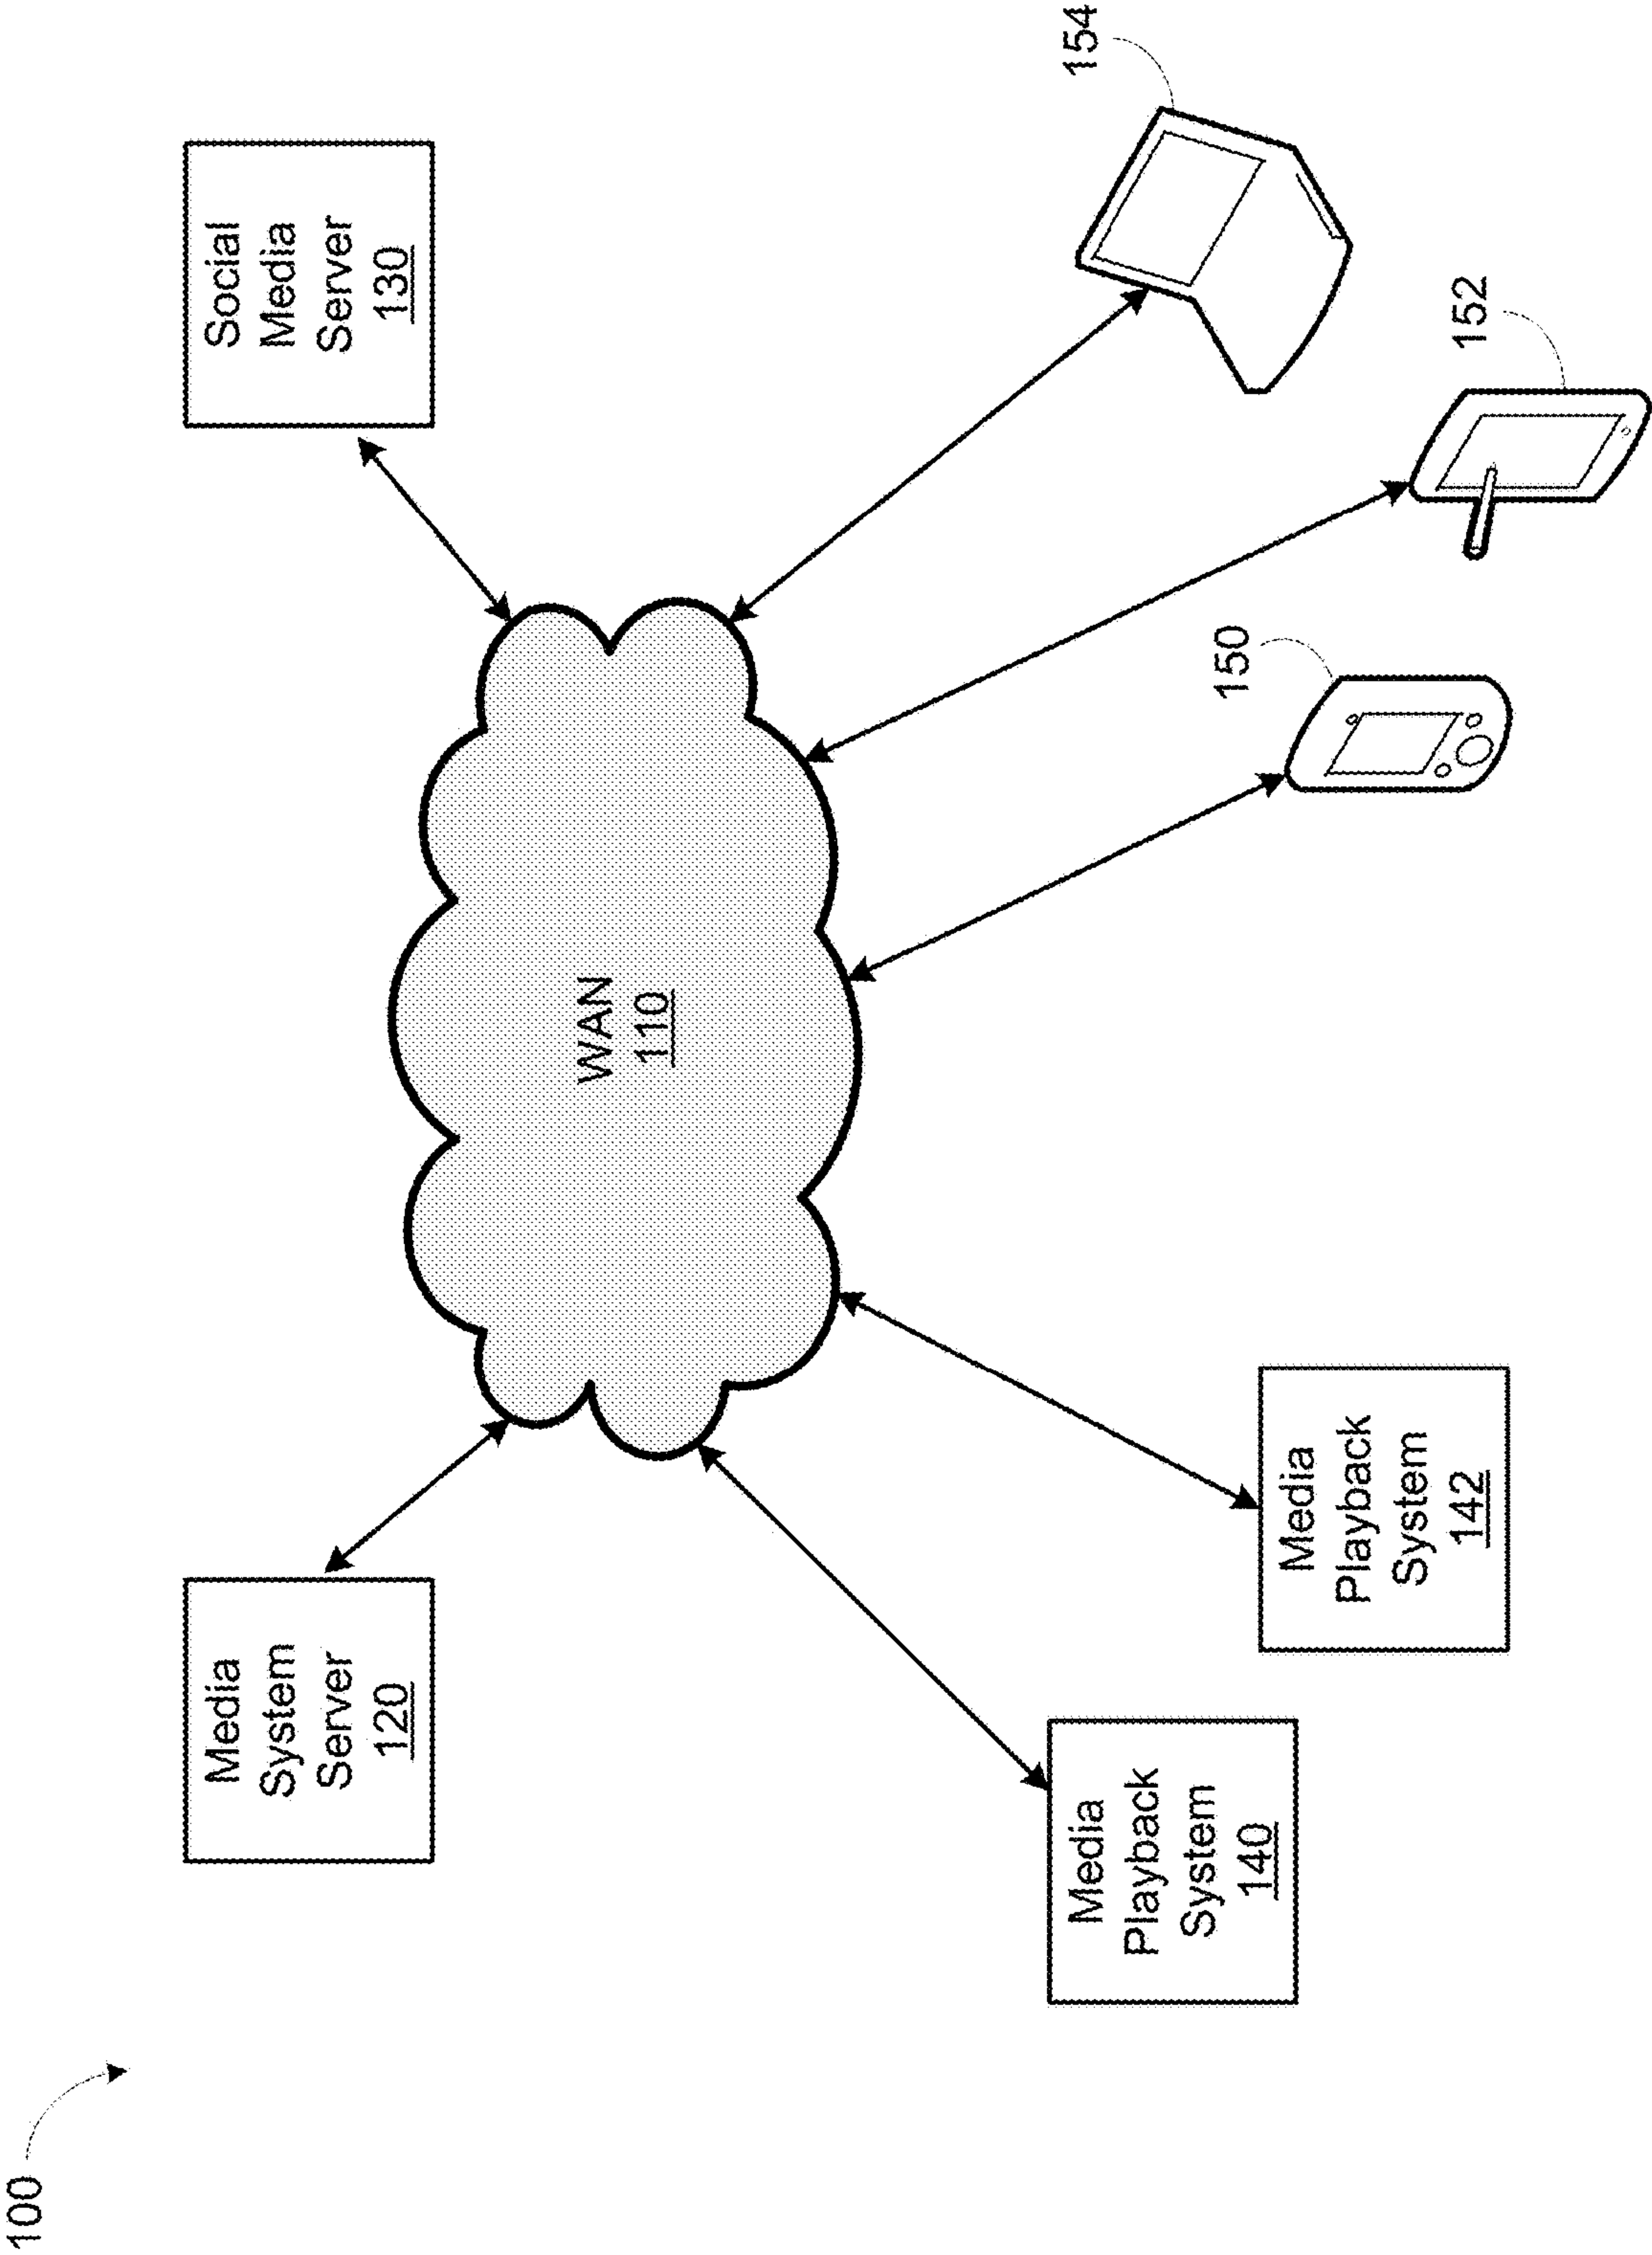 100
Media
System
Server
120
Social
Media
Server
130
WAN
110
154
152
150
Media
Playback
System
140
Media
Playback
System
142